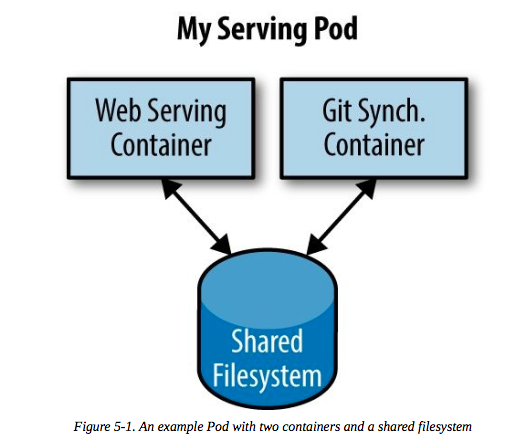 My Serving Pod
Web Serving
Container
Git Synch.
Container
Shared
Filesystem
Figure 5-1. An example Pod with two containers and a shared filesystem